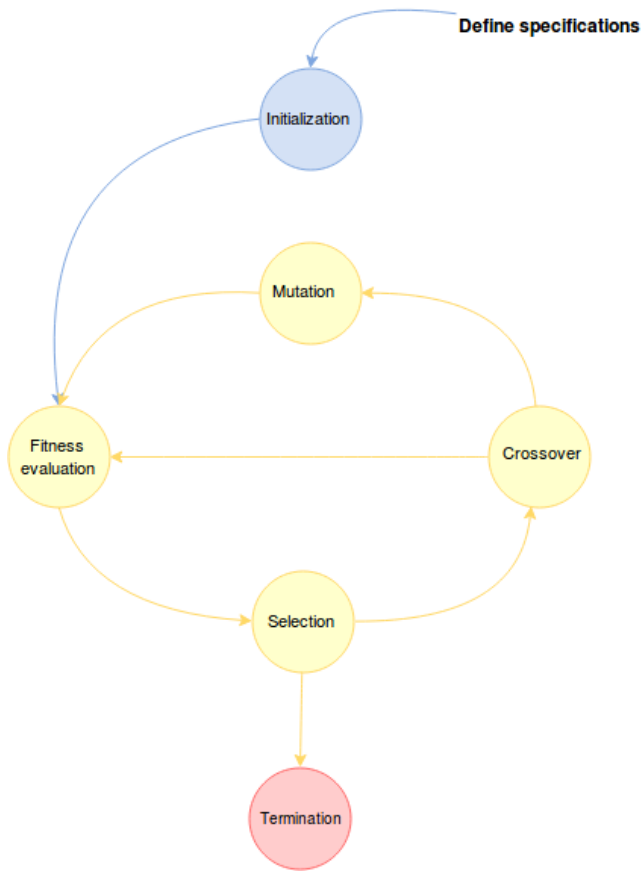 Define specifications
Initialization
Mutation
Fitness
evaluation
Crossover
Selection
Termination